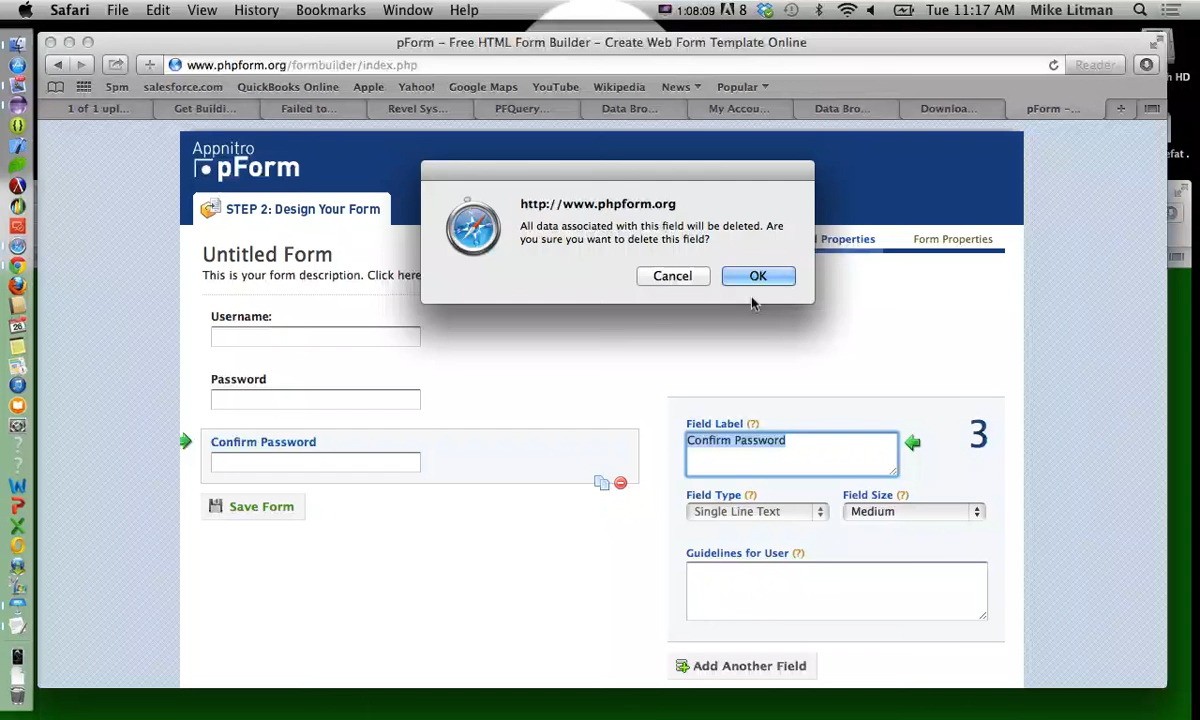 Safari File Edit View History Bookmarks Window Help 1:08:09 8 Tue 11:17 AM Mike Litman
pForm – Free HTML Form Builder – Create Web Form Template Online
www.phpform.org/formbuilder/index.php Reader
5pm salesforce.com QuickBooks Online Apple Yahoo! Google Maps YouTube Wikipedia News Popular
1 of 1 upl... Get Buildi... Failed to... Revel Sys... PFQuery... Data Bro... My Accou... Data Bro... Downloa... pForm –...
Appnitro
pForm
STEP 2: Design Your Form
Properties Form Properties
http://www.phpform.org
All data associated with this field will be deleted. Are
you sure you want to delete this field?
Cancel OK
Untitled Form
This is your form description. Click here
Username:
Password
Confirm Password
Save Form
Field Label (?)
Confirm Password
3
Field Type (?) Field Size (?)
Single Line Text Medium
Guidelines for User (?)
Add Another Field